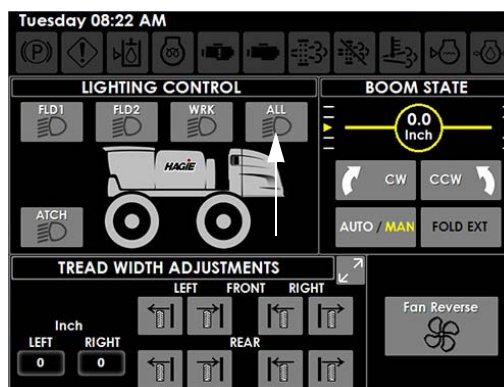 Tuesday 08:22 AM
LIGHTING CONTROL
FLD1 FLD2 WRK ALL
HAGIE
ATCH
BOOM STATE
0.0
Inch
CW CCW
AUTO / MAN FOLD EXT
TREAD WIDTH ADJUSTMENTS
LEFT FRONT RIGHT
Inch
LEFT RIGHT
0 0
REAR
Fan Reverse